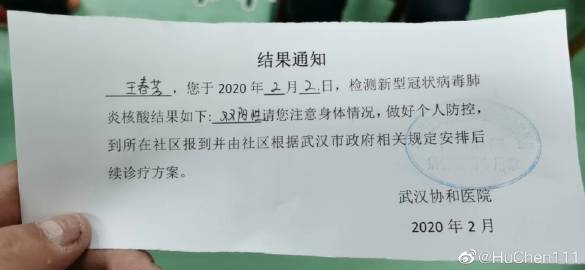 结果通知
王春芳，您于 2020 年 2 月 2 日，检测新型冠状病毒肺
炎核酸结果如下：双阳性请您注意身体情况，做好个人防控，
到所在社区报到并由社区根据武汉市政府相关规定安排后
续诊疗方案。
武汉协和医院
2020 年 2 月
@HuChen111